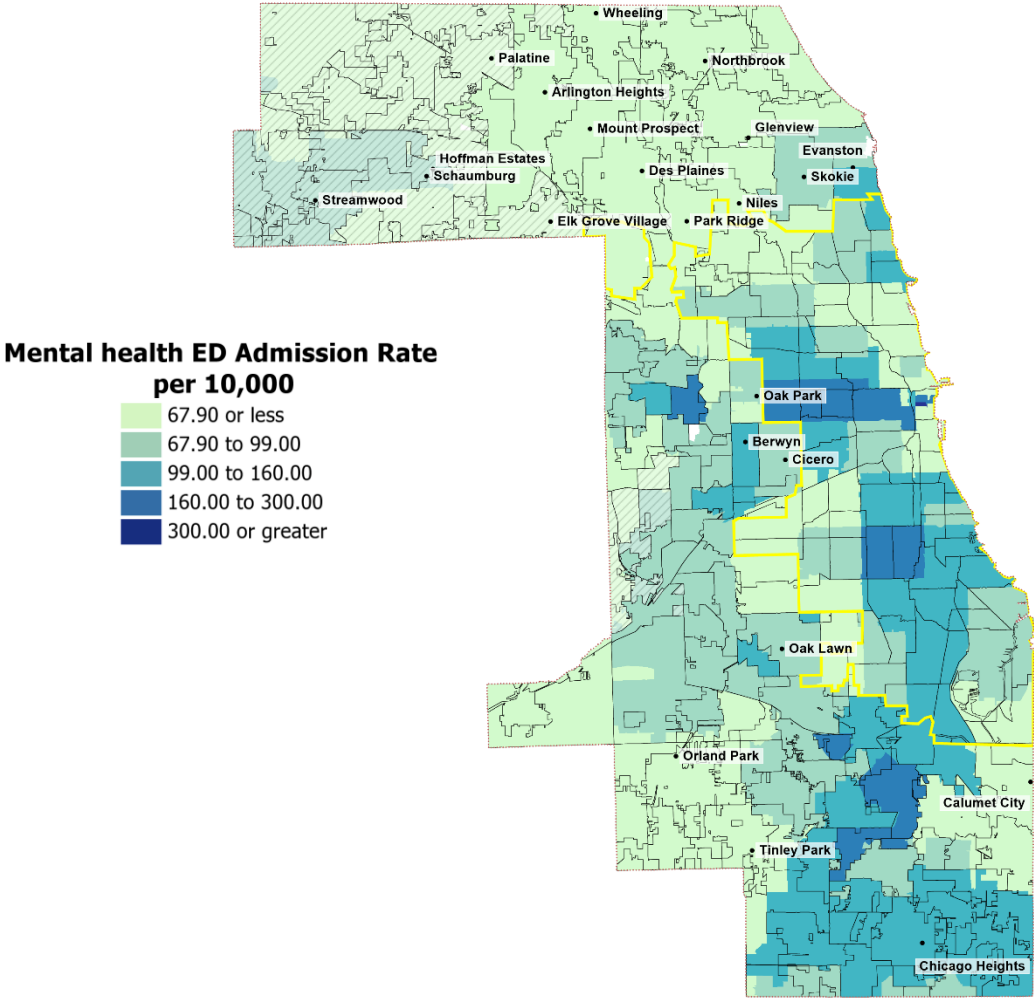 Wheeling
Palatine
Northbrook
Arlington Heights
Mount Prospect
Glenview
Evanston
Hoffman Estates
Des Plaines
Skokie
Schaumburg
Streamwood
Niles
Elk Grove Village
Park Ridge
Mental health ED Admission Rate
per 10,000
67.90 or less
67.90 to 99.00
99.00 to 160.00
160.00 to 300.00
300.00 or greater
Oak Park
Berwyn
Cicero
Oak Lawn
Orland Park
Calumet City
Tinley Park
Chicago Heights